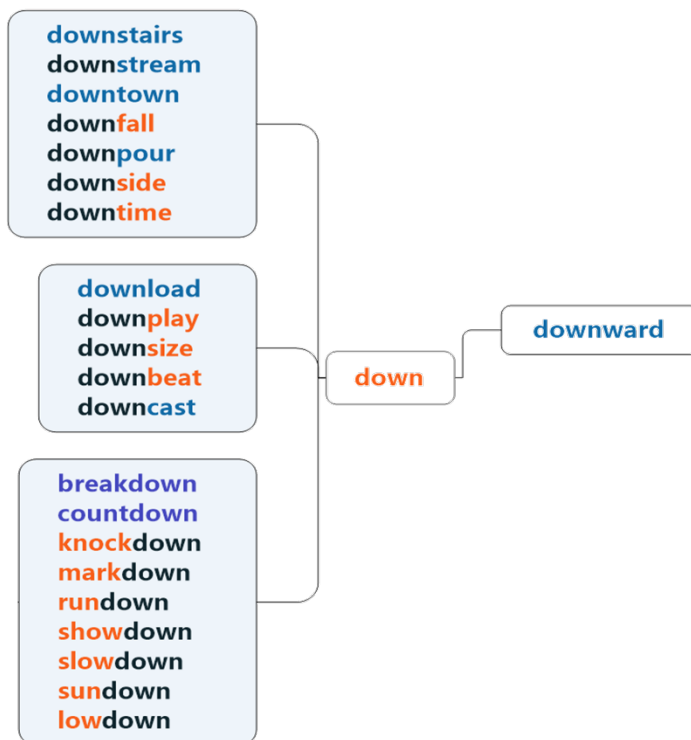 downstairs
downstream
downtown
downfall
downpour
downside
downtime
download
downplay
downsize
downbeat
downcast
breakdown
countdown
knockdown
markdown
rundown
showdown
slowdown
sundown
lowdown
down
downward